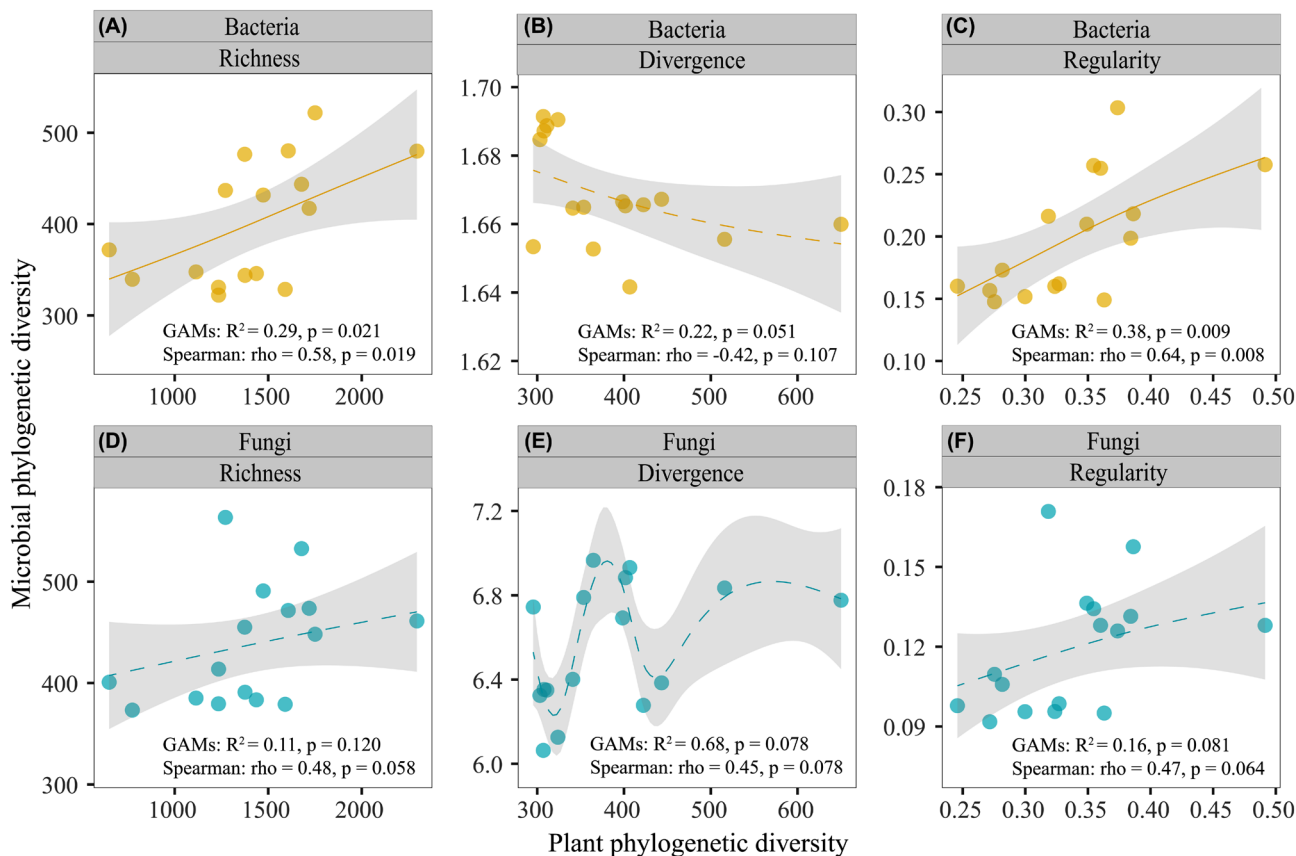 (A) Bacteria
Richness
500
400
300
GAMs: R² = 0.29, p = 0.021
Spearman: rho = 0.58, p = 0.019
1000 1500 2000
(B) Bacteria
Divergence
1.70
1.68
1.66
1.64
1.62
GAMs: R² = 0.22, p = 0.051
Spearman: rho = -0.42, p = 0.107
300 400 500 600
(C) Bacteria
Regularity
0.30
0.25
0.20
0.15
0.10
GAMs: R² = 0.38, p = 0.009
Spearman: rho = 0.64, p = 0.008
0.25 0.30 0.35 0.40 0.45 0.50
Microbial phylogenetic diversity
(D) Fungi
Richness
500
400
300
GAMs: R² = 0.11, p = 0.120
Spearman: rho = 0.48, p = 0.058
1000 1500 2000
(E) Fungi
Divergence
7.2
6.8
6.4
6.0
GAMs: R² = 0.68, p = 0.078
Spearman: rho = 0.45, p = 0.078
300 400 500 600
(F) Fungi
Regularity
0.18
0.15
0.12
0.09
GAMs: R² = 0.16, p = 0.081
Spearman: rho = 0.47, p = 0.064
0.25 0.30 0.35 0.40 0.45 0.50
Plant phylogenetic diversity